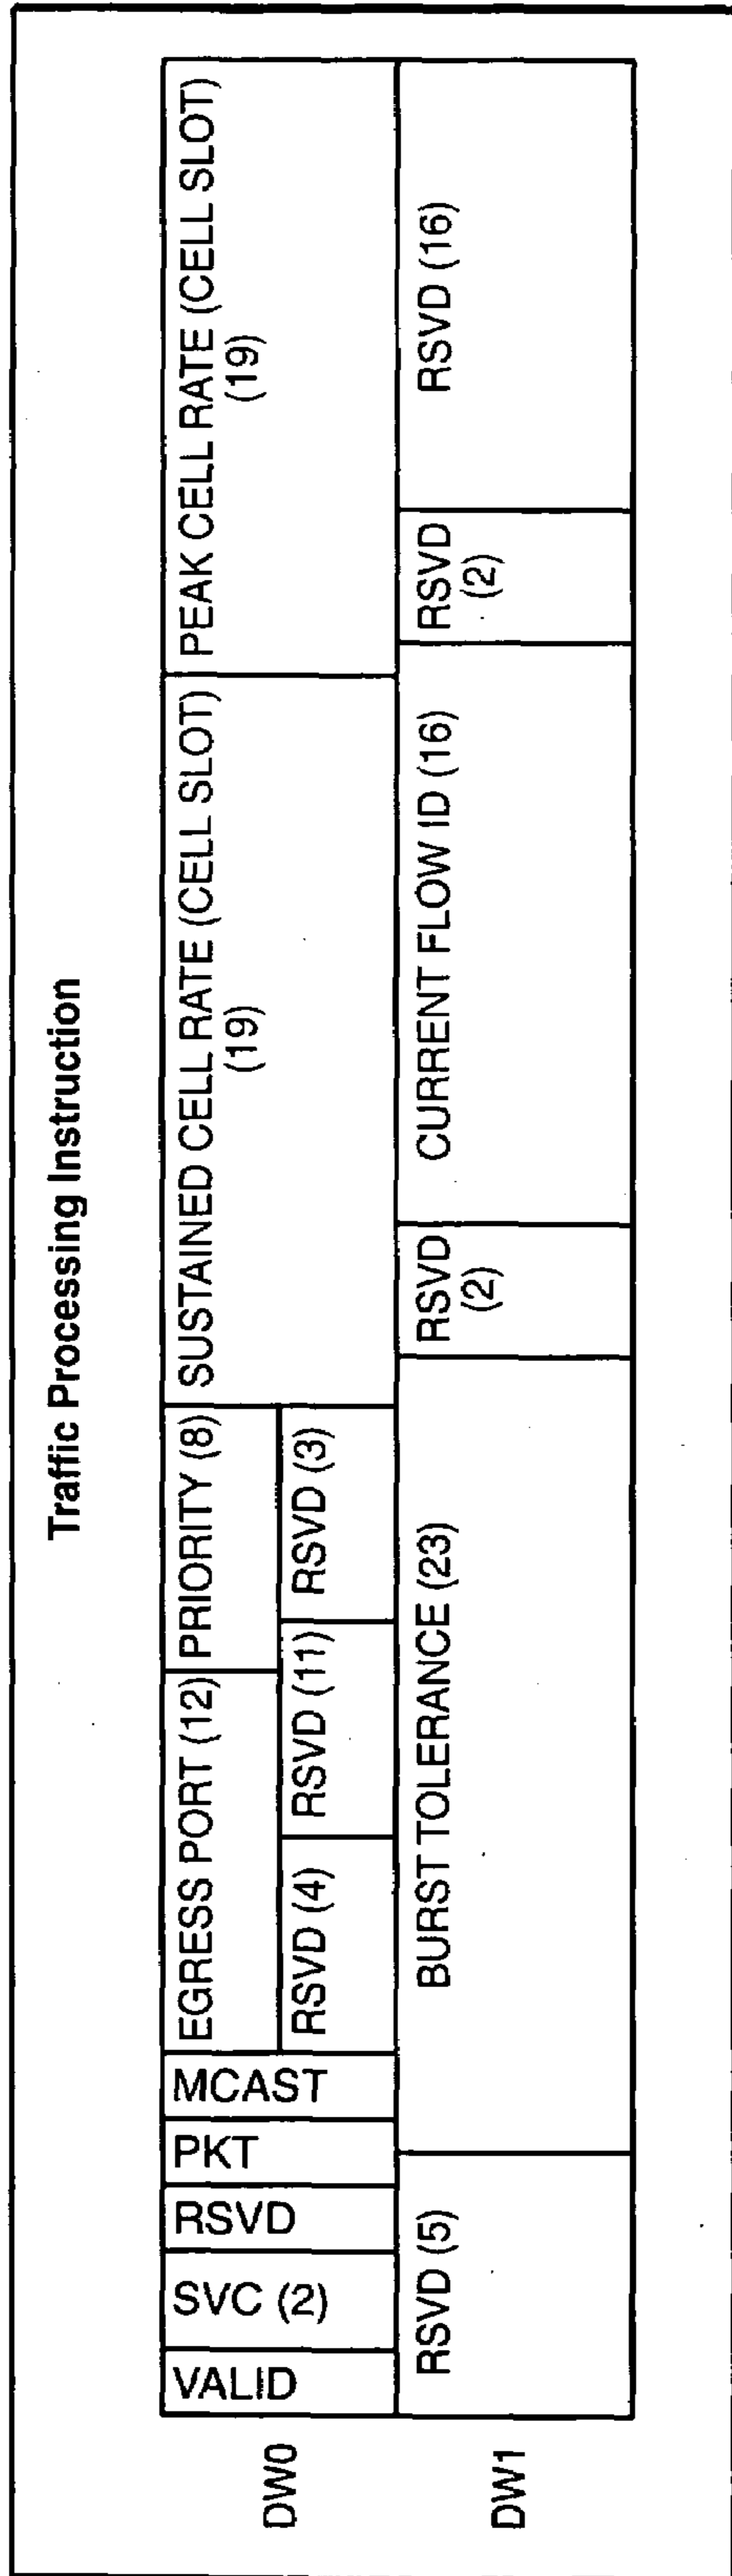 Traffic Processing Instruction
DW0
VALID
SVC (2)
RSVD
PKT
MCAST
EGRESS PORT (12)
PRIORITY (8)
RSVD (4)
RSVD (11)
RSVD (3)
SUSTAINED CELL RATE (CELL SLOT)
(19)
PEAK CELL RATE (CELL SLOT)
(19)
DW1
RSVD (5)
BURST TOLERANCE (23)
RSVD
(2)
CURRENT FLOW ID (16)
RSVD
(2)
RSVD (16)